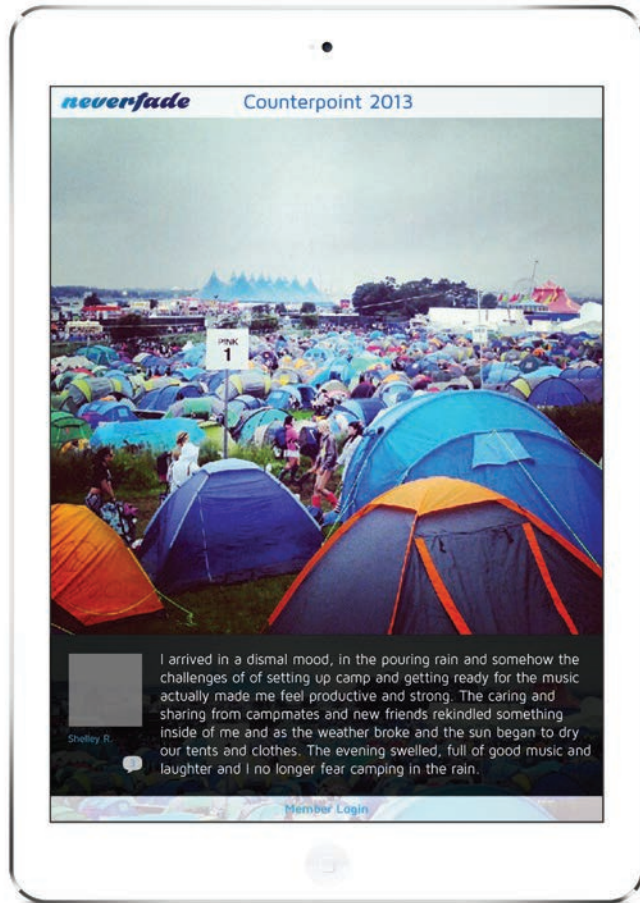 neverfade
Counterpoint 2013
PINK
1
I arrived in a dismal mood, in the pouring rain and somehow the
challenges of of setting up camp and getting ready for the music
actually made me feel productive and strong. The caring and
sharing from campmates and new friends rekindled something
inside of me and as the weather broke and the sun began to dry
our tents and clothes. The evening swelled, full of good music and
laughter and I no longer fear camping in the rain.
Shelley R.
3
Member Login